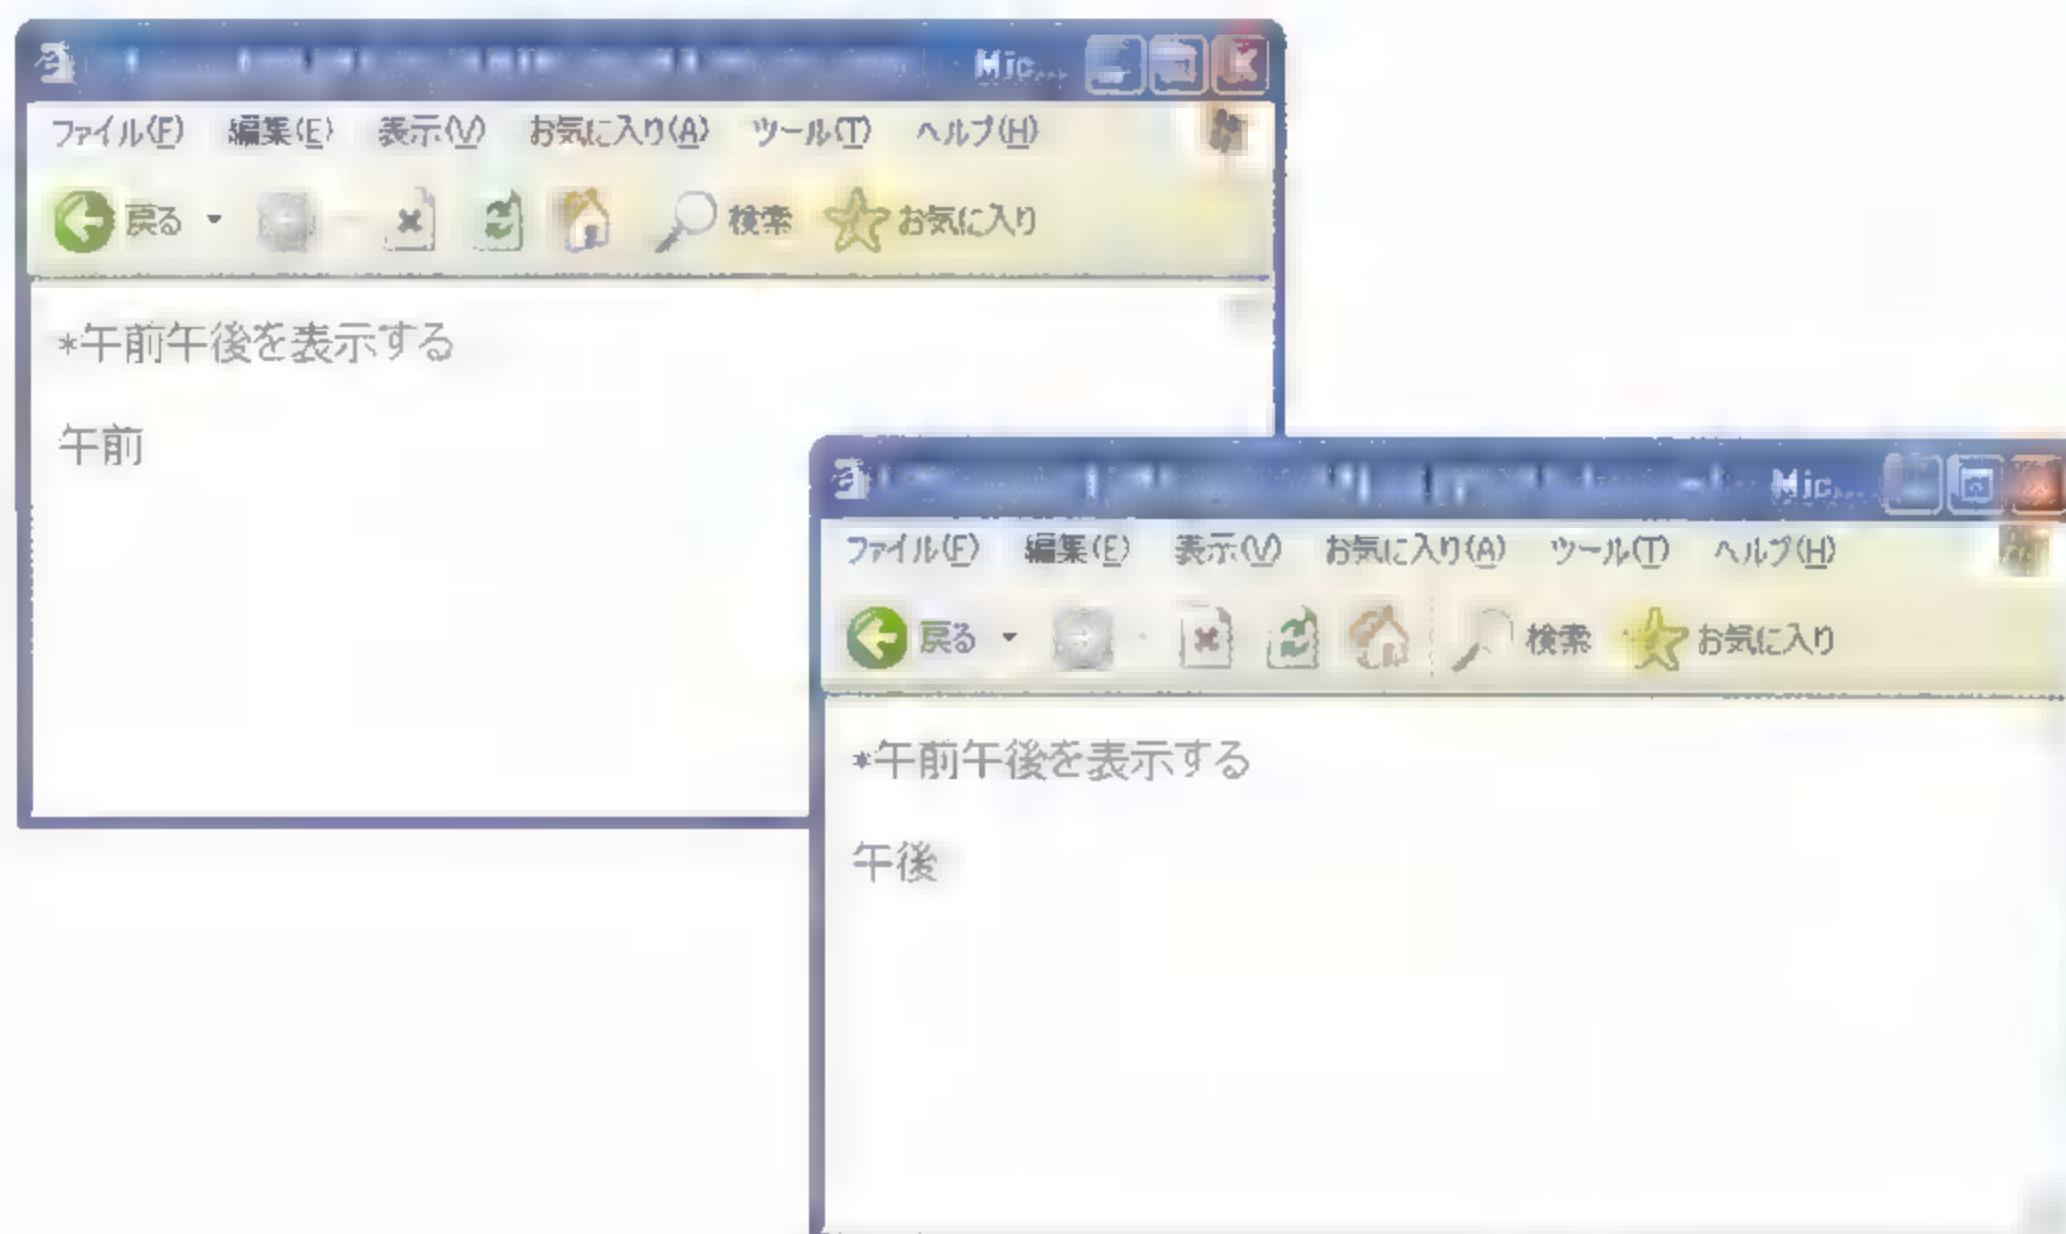 Mic...
ファイル(F) 編集(E) 表示(V) お気に入り(A) ツール(T) ヘルプ(H)
戻る 検索 お気に入り
*午前午後を表示する
午前
Mic...
ファイル(F) 編集(E) 表示(V) お気に入り(A) ツール(T) ヘルプ(H)
戻る 検索 お気に入り
*午前午後を表示する
午後